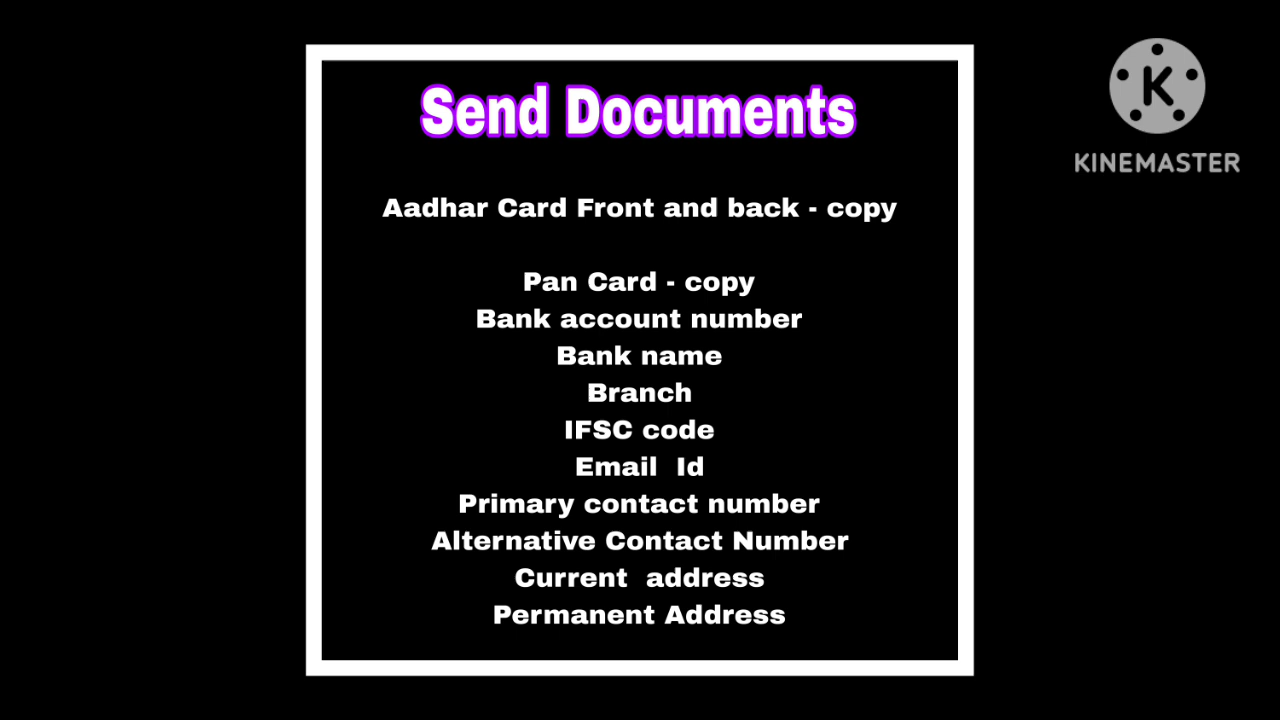 Send Documents
Aadhar Card Front and back - copy
Pan Card - copy
Bank account number
Bank name
Branch
IFSC code
Email  Id
Primary contact number
Alternative Contact Number
Current  address
Permanent Address
K
KINEMASTER